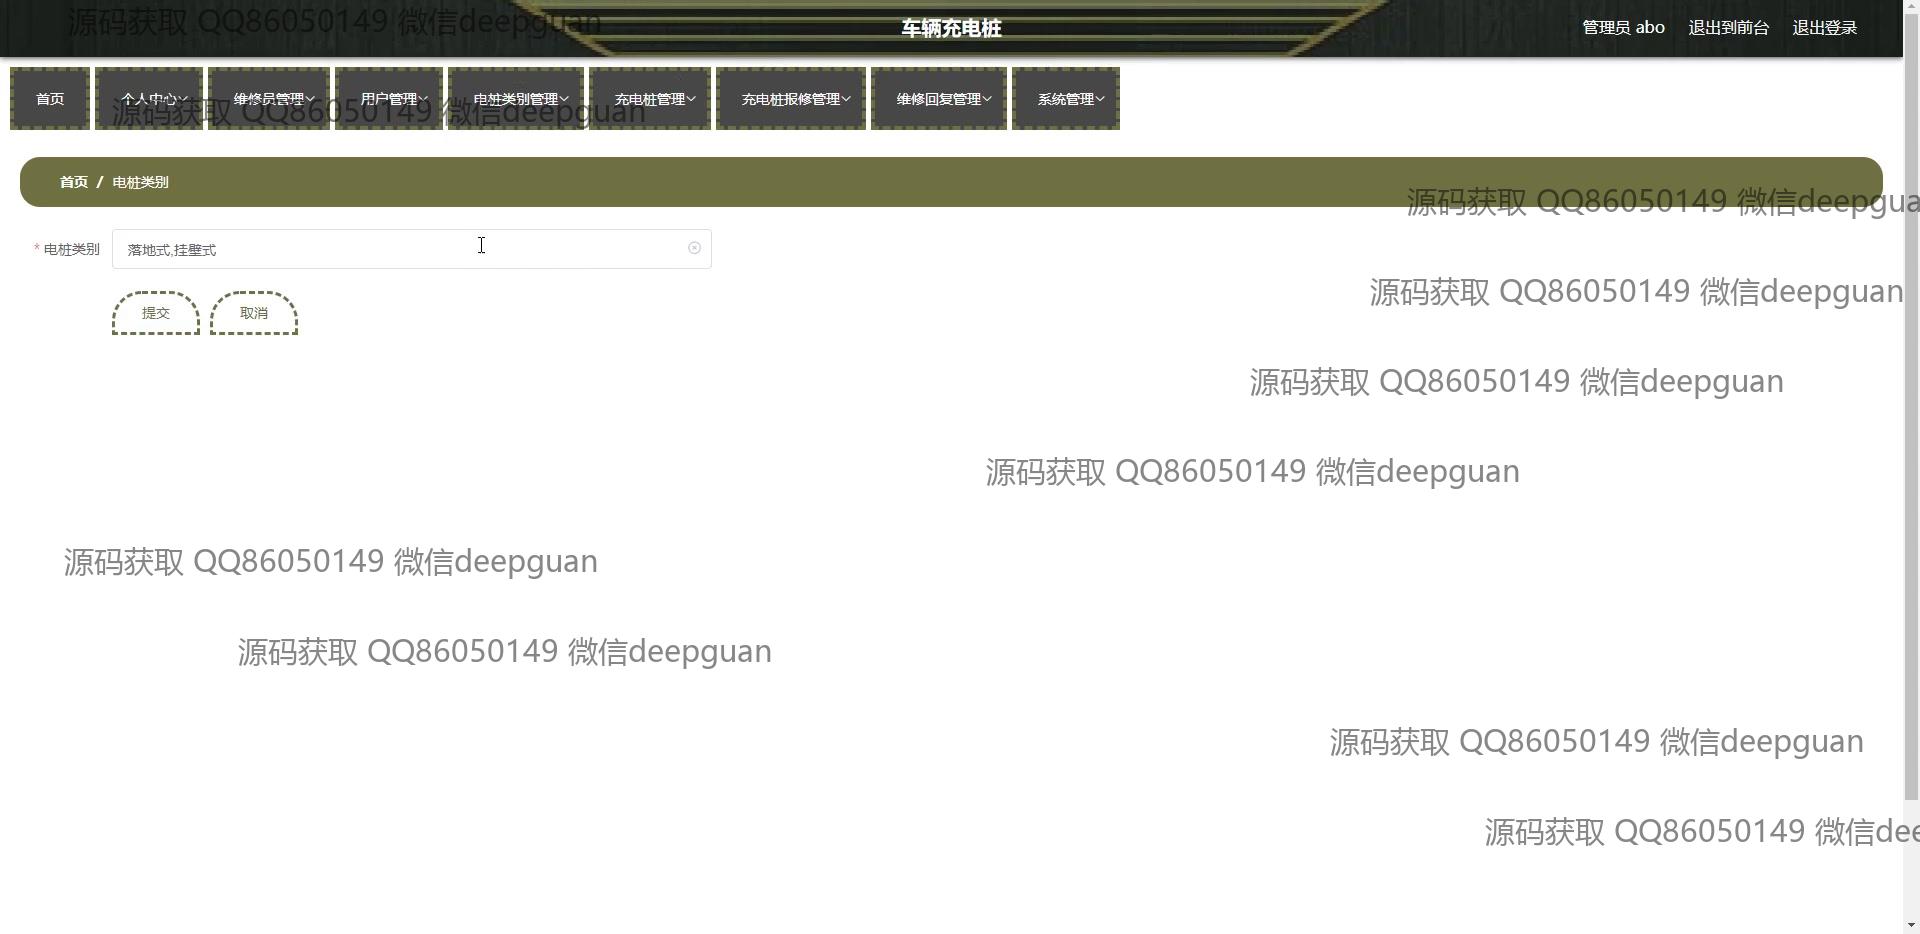 源码获取 QQ86050149 微信deepguan
车辆充电桩
管理员 abo 退出到前台 退出登录
首页 个人中心 维修员管理 用户管理 电桩类别管理 充电桩管理 充电桩报修管理 维修回复管理 系统管理
源码获取 QQ86050149 微信deepguan
首页 / 电桩类别
源码获取 QQ86050149 微信deepgua
* 电桩类别 落地式,挂壁式
源码获取 QQ86050149 微信deepguan
提交 取消
源码获取 QQ86050149 微信deepguan
源码获取 QQ86050149 微信deepguan
源码获取 QQ86050149 微信deepguan
源码获取 QQ86050149 微信deepguan
源码获取 QQ86050149 微信deepguan
源码获取 QQ86050149 微信dee